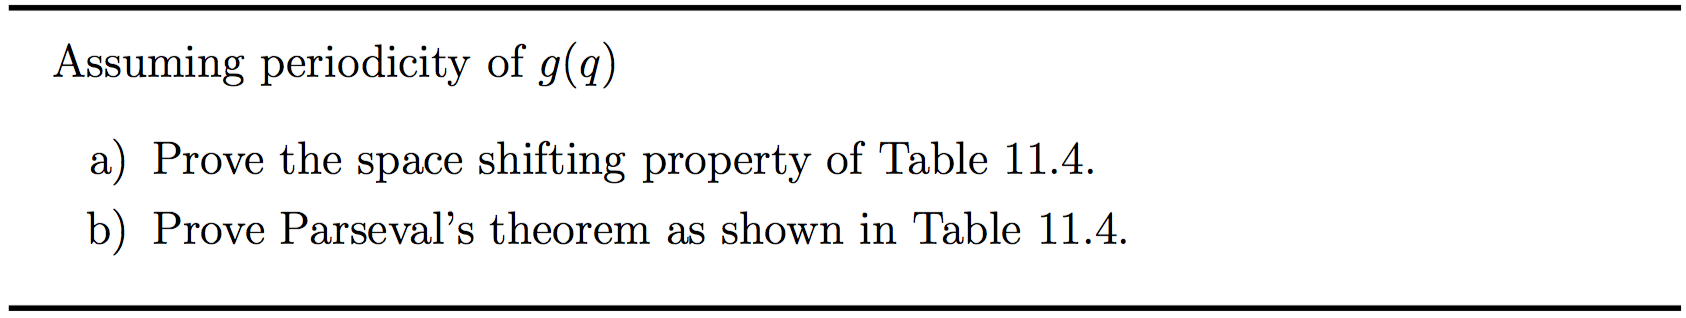 Assuming periodicity of g(q)
a) Prove the space shifting property of Table 11.4.
b) Prove Parseval's theorem as shown in Table 11.4.